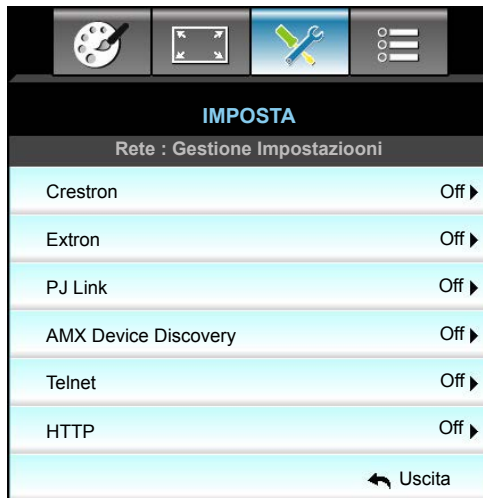 IMPOSTA
Rete : Gestione Impostaziooni
Crestron Off
Extron Off
PJ Link Off
AMX Device Discovery Off
Telnet Off
HTTP Off
Uscita